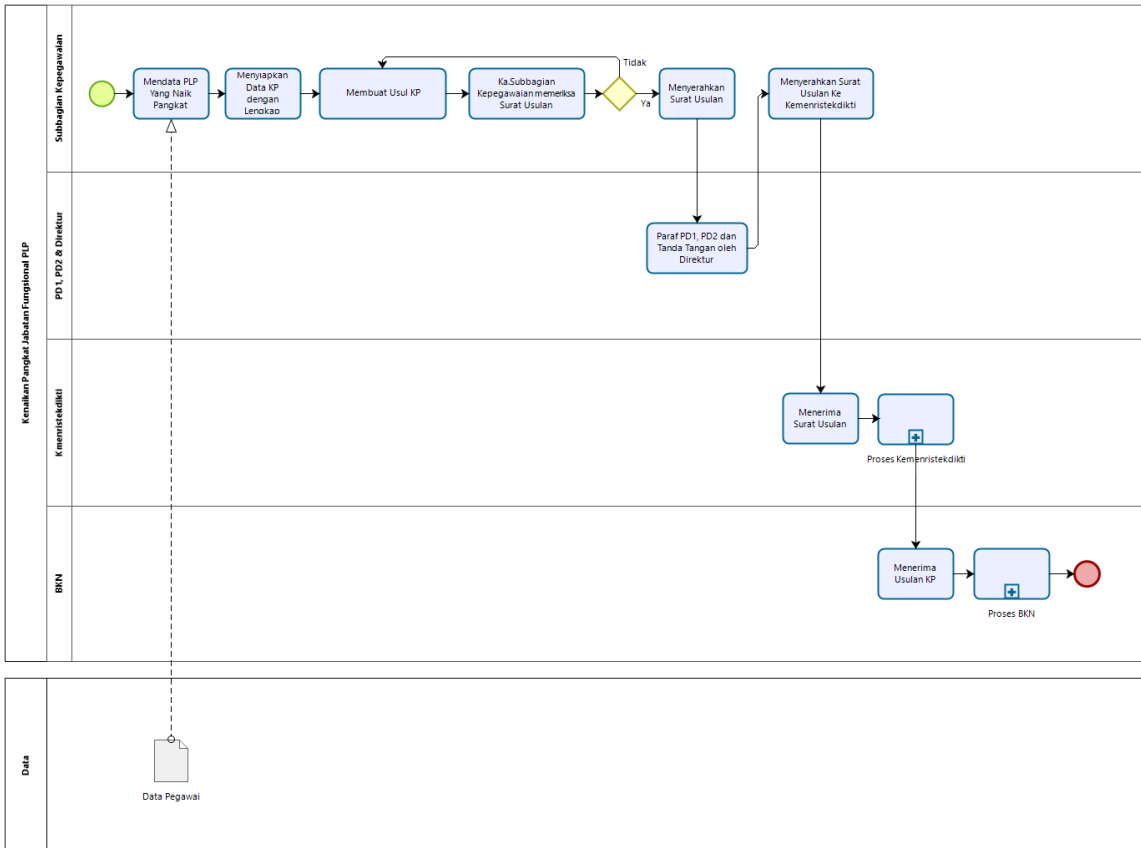 Kenaikan Pangkat Jabatan Fungsional PLP
Subbagian Kepegawaian
Mendata PLP
Yang Naik
Pangkat
Menyiapkan
Data KP
dengan
Lengkap
Membuat Usul KP
Ka.Subbagian
Kepegawaian memeriksa
Surat Usulan
Tidak
Ya
Menyerahkan
Surat Usulan
Menyerahkan Surat
Usulan Ke
Kemenristekdikti
PD1, PD2 & Direktur
Paraf PD1, PD2 dan
Tanda Tangan oleh
Direktur
Kmenristekdikti
Menerima
Surat Usulan
Proses Kemenristekdikti
BKN
Menerima
Usulan KP
Proses BKN
Data
Data Pegawai